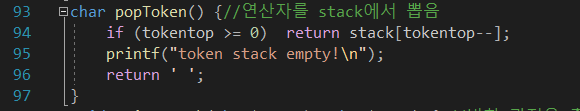 93 char popToken() {//연산자를 stack에서 뽑음
94 if (tokentop >= 0) return stack[tokentop--];
95 printf("token stack empty!\n");
96 return ' ';
97 }